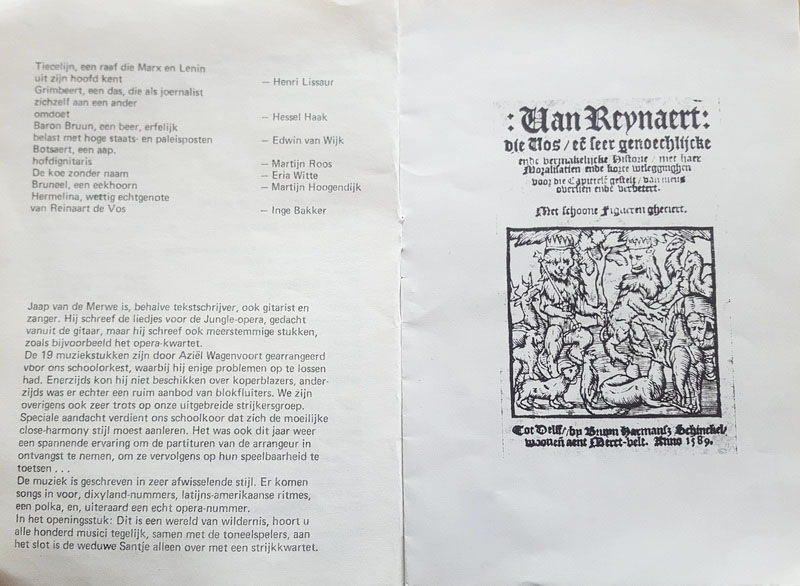 Tiecelijn, een raaf die Marx en Lenin
uit zijn hoofd kent — Henri Lissaur
Grimbeert, een das, die als joernalist
zichzelf aan een ander
omdoet — Hessel Haak
Baron Bruun, een beer, erfelijk
belast met hoge staats- en paleisposten — Edwin van Wijk
Botsaert, een aap.
hofdignitaris — Martijn Roos
De koe zonder naam — Eria Witte
Bruneel, een eekhoorn — Martijn Hoogendijk
Hermelina, wettig echtgenote
van Reinaart de Vos — Inge Bakker
Jaap van de Merwe is, behalve tekstschrijver, ook gitarist en
zanger. Hij schreef de liedjes voor de Jungle-opera, gedacht
vanuit de gitaar, maar hij schreef ook meerstemmige stukken,
zoals bijvoorbeeld het opera-kwartet.
De 19 muziekstukken zijn door Aziël Wagenvoort gearrangeerd
voor ons schoolorkest, waarbij hij enige problemen op te lossen
had. Enerzijds kon hij niet beschikken over koperblazers, ander-
zijds was er echter een ruim aanbod van blokfluiters. We zijn
overigens ook zeer trots op onze uitgebreide strijkersgroep.
Speciale aandacht verdient ons schoolkoor dat zich de moeilijke
close-harmony stijl moest aanleren. Het was ook dit jaar weer
een spannende ervaring om de partituren van de arrangeur in
ontvangst te nemen, om ze vervolgens op hun speelbaarheid te
toetsen . . .
De muziek is geschreven in zeer afwisselende stijl. Er komen
songs in voor, dixyland-nummers, latijns-amerikaanse ritmes,
een polka, en, uiteraard een echt opera-nummer.
In het openingsstuk: Dit is een wereld van wildernis, hoort u
alle honderd musici tegelijk, samen met de toneelspelers, aan
het slot is de weduwe Santje alleen over met een strijkkwartet.
: Van Reynaert:
die Vos / eñ seer genoechlijcke
ende vermakelijcke Historie / met haer
Moralisatien ende korte wtlegginghen
voor die Capittelẽ gestelt / van nieus
oversien ende verbetert.
Met schoone Figueren gheciert.
Tot Delff / by Bruyn Harmansz Schinckel /
woonen aent Meret-velt. Anno 1589.